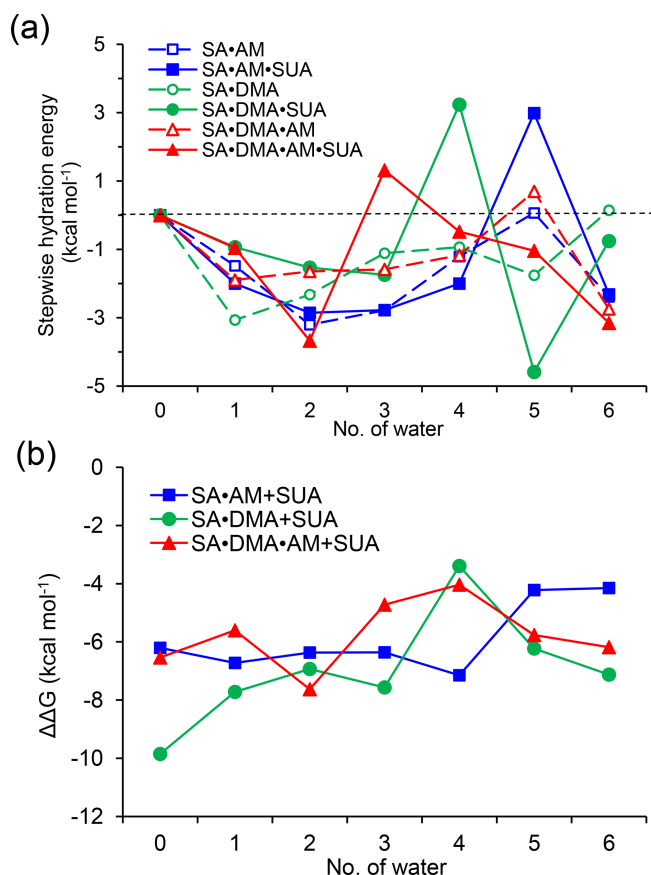 (a)
5
3
1
-1
-3
-5
Stepwise hydration energy
(kcal mol⁻¹)
SA•AM
SA•AM•SUA
SA•DMA
SA•DMA•SUA
SA•DMA•AM
SA•DMA•AM•SUA
0 1 2 3 4 5 6
No. of water
(b)
0
-2
-4
-6
-8
-10
-12
ΔΔG (kcal mol⁻¹)
SA•AM+SUA
SA•DMA+SUA
SA•DMA•AM+SUA
0 1 2 3 4 5 6
No. of water